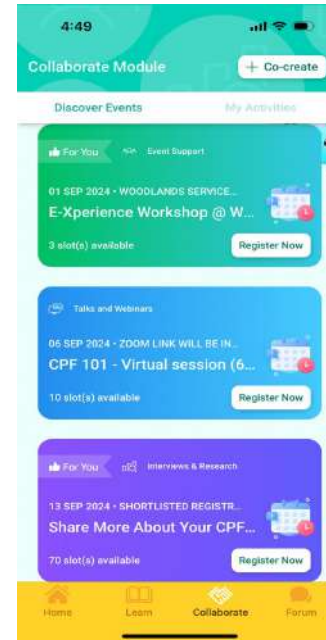 4:49
Collaborate Module
+ Co-create
Discover Events
My Activities
For You
Event Support
01 SEP 2024 • WOODLANDS SERVICE...
E-Xperience Workshop @ W...
3 slot(s) available
Register Now
Talks and Webinars
06 SEP 2024 • ZOOM LINK WILL BE IN...
CPF 101 - Virtual session (6...
10 slot(s) available
Register Now
For You
Interviews & Research
13 SEP 2024 • SHORTLISTED REGISTR...
Share More About Your CPF...
70 slot(s) available
Register Now
Home
Learn
Collaborate
Forum